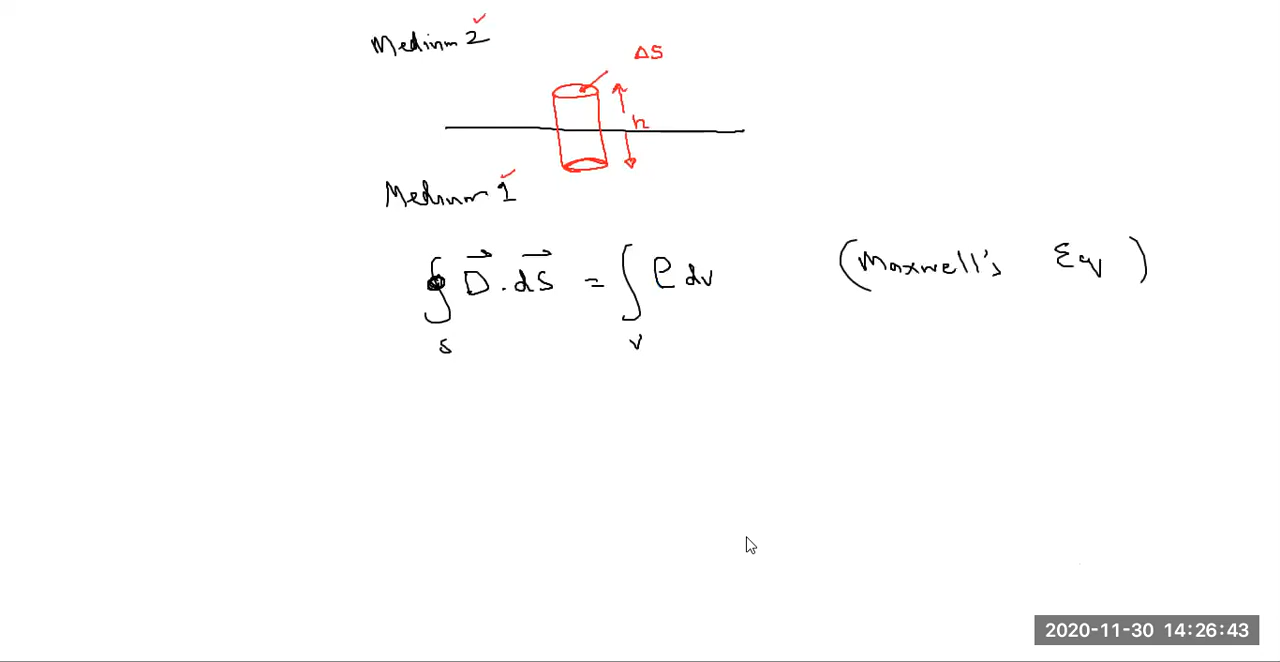 Medium 2
ΔS
h
Medium 1
∮ D⃗ . dS⃗ = ∫ ρ dv (Maxwell's Eq)
s v
2020-11-30 14:26:43